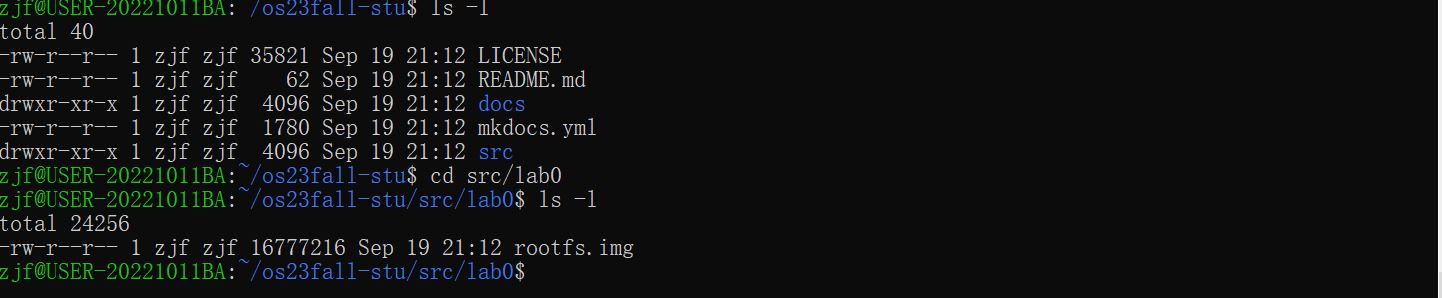 zjf@USER-20221011BA: /os23fall-stu$ ls -l
total 40
-rw-r--r-- 1 zjf zjf 35821 Sep 19 21:12 LICENSE
-rw-r--r-- 1 zjf zjf    62 Sep 19 21:12 README.md
drwxr-xr-x 1 zjf zjf  4096 Sep 19 21:12 docs
-rw-r--r-- 1 zjf zjf  1780 Sep 19 21:12 mkdocs.yml
drwxr-xr-x 1 zjf zjf  4096 Sep 19 21:12 src
zjf@USER-20221011BA:~/os23fall-stu$ cd src/lab0
zjf@USER-20221011BA:~/os23fall-stu/src/lab0$ ls -l
total 24256
-rw-r--r-- 1 zjf zjf 16777216 Sep 19 21:12 rootfs.img
zjf@USER-20221011BA:~/os23fall-stu/src/lab0$